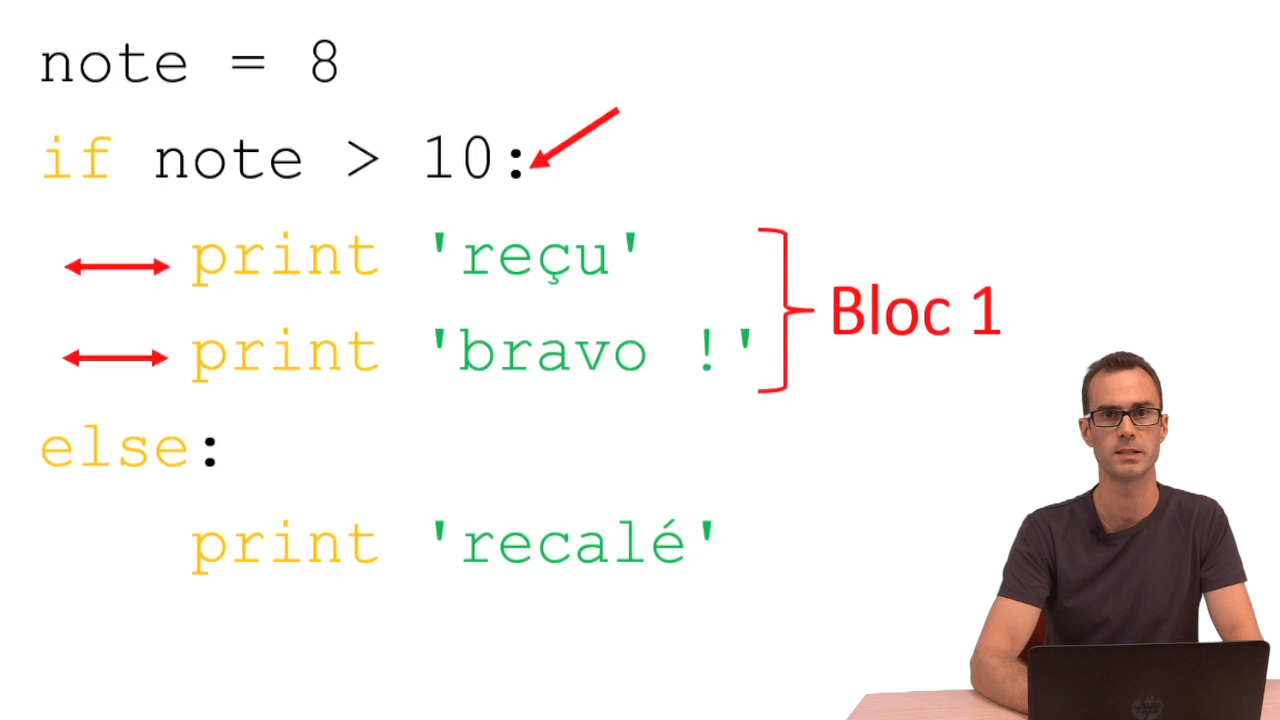 note = 8
if note > 10:
print 'reçu'
print 'bravo !'
Bloc 1
else:
print 'recalé'